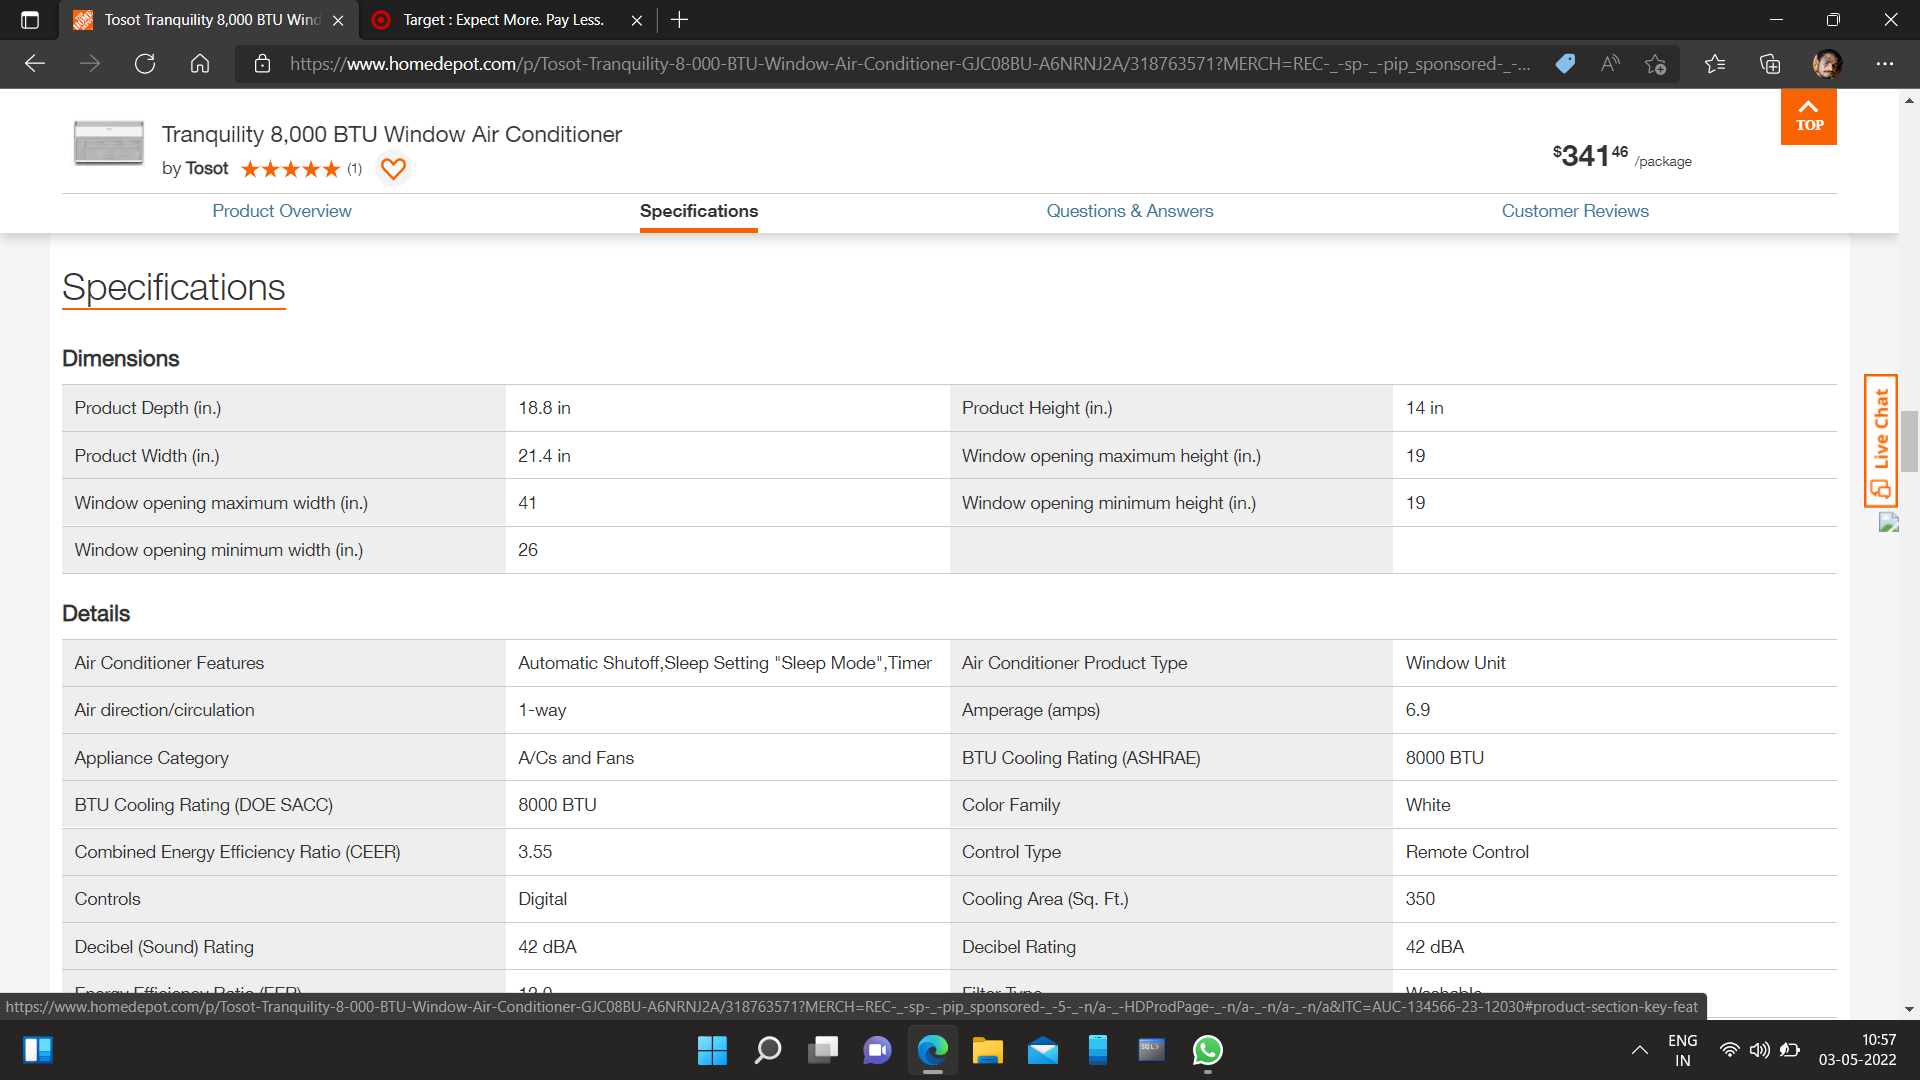 Tosot Tranquility 8,000 BTU Wind
Target : Expect More. Pay Less.
https://www.homedepot.com/p/Tosot-Tranquility-8-000-BTU-Window-Air-Conditioner-GJC08BU-A6NRNJ2A/318763571?MERCH=REC-_-sp-_-pip_sponsored-_-...
TOP
Tranquility 8,000 BTU Window Air Conditioner
by Tosot ★★★★★ (1)
$341 46 /package
Product Overview Specifications Questions & Answers Customer Reviews
Specifications
Dimensions
Product Depth (in.) 18.8 in Product Height (in.) 14 in
Product Width (in.) 21.4 in Window opening maximum height (in.) 19
Window opening maximum width (in.) 41 Window opening minimum height (in.) 19
Window opening minimum width (in.) 26
Live Chat
Details
Air Conditioner Features Automatic Shutoff,Sleep Setting "Sleep Mode",Timer Air Conditioner Product Type Window Unit
Air direction/circulation 1-way Amperage (amps) 6.9
Appliance Category A/Cs and Fans BTU Cooling Rating (ASHRAE) 8000 BTU
BTU Cooling Rating (DOE SACC) 8000 BTU Color Family White
Combined Energy Efficiency Ratio (CEER) 3.55 Control Type Remote Control
Controls Digital Cooling Area (Sq. Ft.) 350
Decibel (Sound) Rating 42 dBA Decibel Rating 42 dBA
Energy Efficiency Ratio (EER) 12.0 Filter Type Washable
https://www.homedepot.com/p/Tosot-Tranquility-8-000-BTU-Window-Air-Conditioner-GJC08BU-A6NRNJ2A/318763571?MERCH=REC-_-sp-_-pip_sponsored-_-5-_-n/a-_-HDProdPage-_-n/a-_-n/a-_-n/a&ITC=AUC-134566-23-12030#product-section-key-feat
SQL>
ENG
IN
10:57
03-05-2022